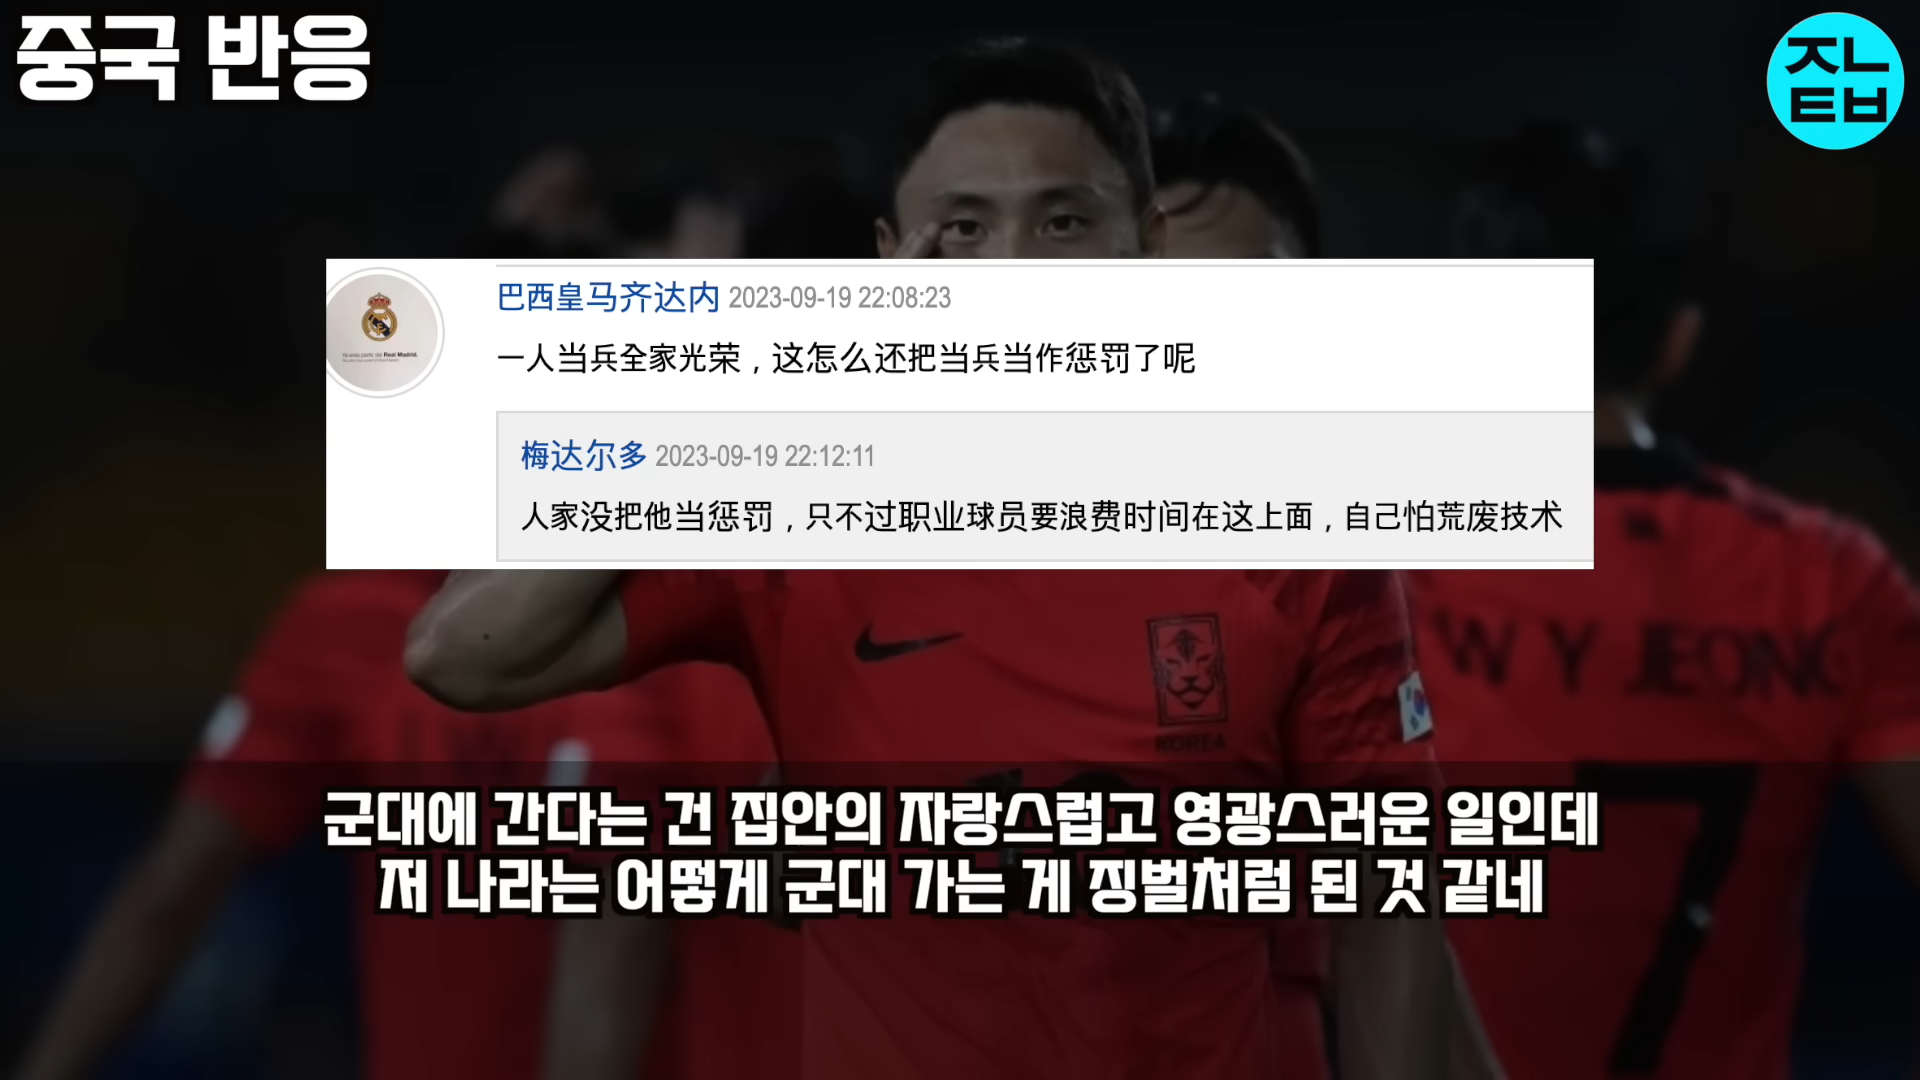 중국 반응
잡
튜브
巴西皇马齐达内 2023-09-19 22:08:23
一人当兵全家光荣，这怎么还把当兵当作惩罚了呢
梅达尔多 2023-09-19 22:12:11
人家没把他当惩罚，只不过职业球员要浪费时间在这上面，自己怕荒废技术
KOREA
W Y JEONG
7
군대에 간다는 건 집안의 자랑스럽고 영광스러운 일인데
저 나라는 어떻게 군대 가는 게 징벌처럼 된 것 같네